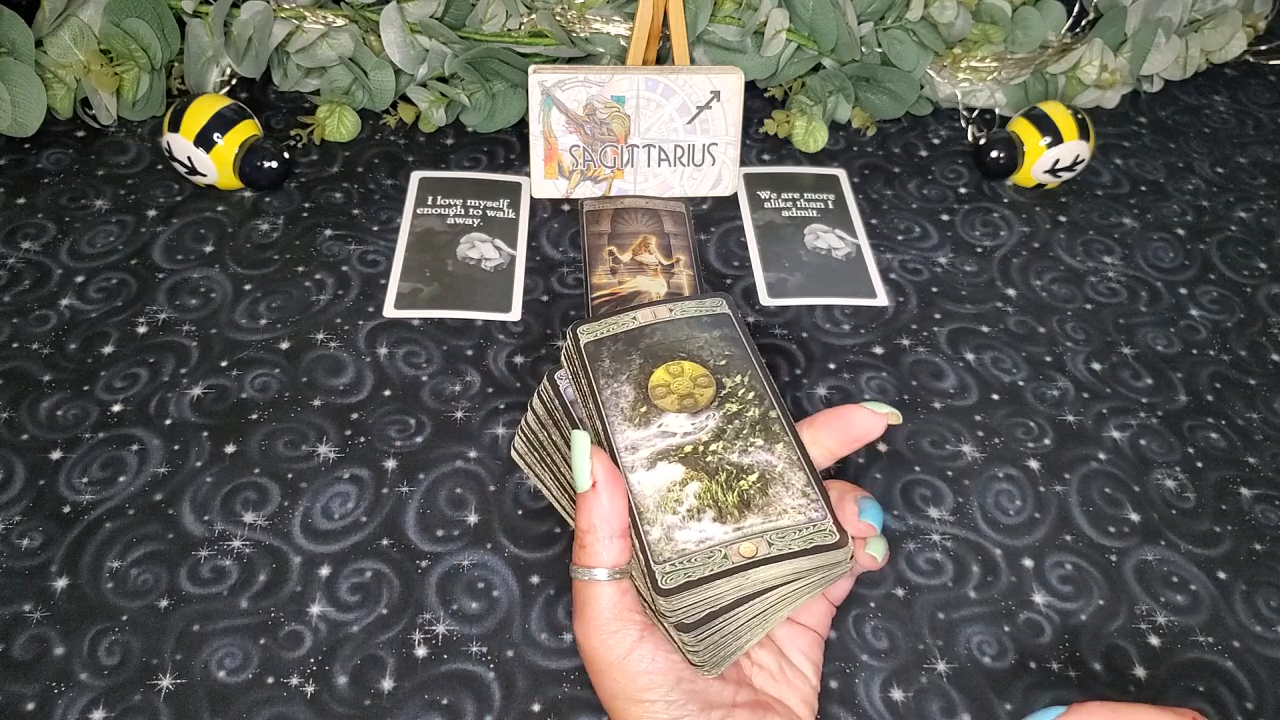 SAGITTARIUS
I love myself
enough to walk
away.
We are more
alike than I
admit.